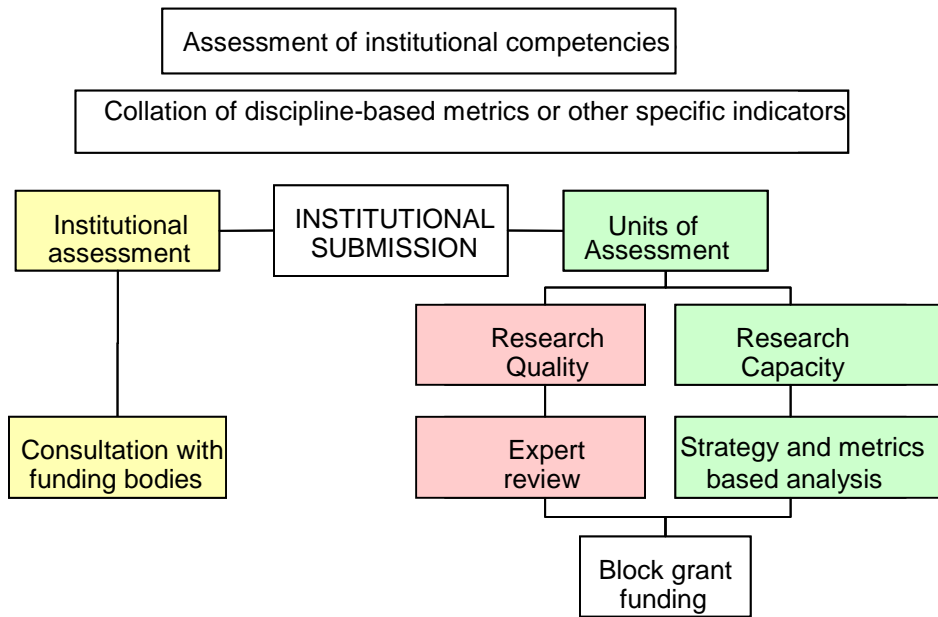 Assessment of institutional competencies
Collation of discipline-based metrics or other specific indicators
Institutional
assessment
INSTITUTIONAL
SUBMISSION
Units of
Assessment
Research
Quality
Research
Capacity
Consultation with
funding bodies
Expert
review
Strategy and metrics
based analysis
Block grant
funding